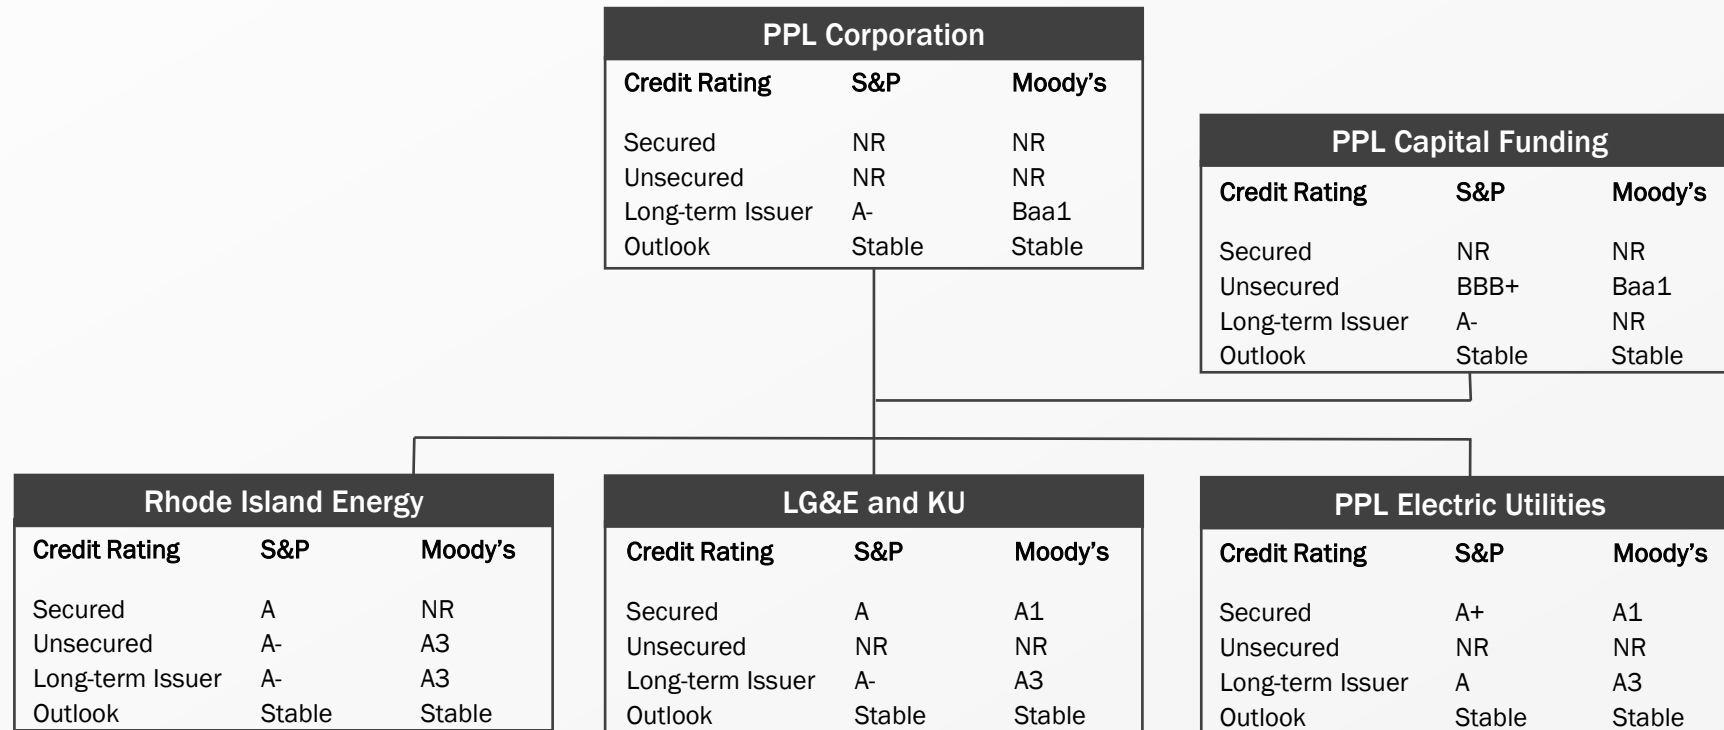 PPL Corporation
Credit Rating S&P Moody's
Secured NR NR
Unsecured NR NR
Long-term Issuer A- Baa1
Outlook Stable Stable
PPL Capital Funding
Credit Rating S&P Moody's
Secured NR NR
Unsecured BBB+ Baa1
Long-term Issuer A- NR
Outlook Stable Stable
Rhode Island Energy
Credit Rating S&P Moody's
Secured A NR
Unsecured A- A3
Long-term Issuer A- A3
Outlook Stable Stable
LG&E and KU
Credit Rating S&P Moody's
Secured A A1
Unsecured NR NR
Long-term Issuer A- A3
Outlook Stable Stable
PPL Electric Utilities
Credit Rating S&P Moody's
Secured A+ A1
Unsecured NR NR
Long-term Issuer A A3
Outlook Stable Stable